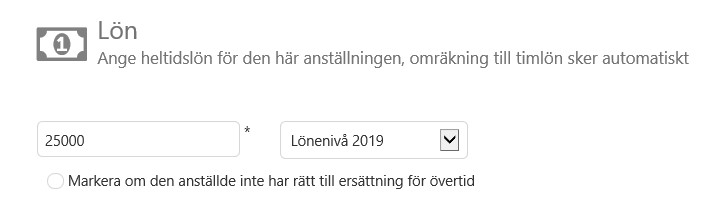 Lön
Ange heltidslön för den här anställningen, omräkning till timlön sker automatiskt
25000 * Lönenivå 2019
Markera om den anställde inte har rätt till ersättning för övertid